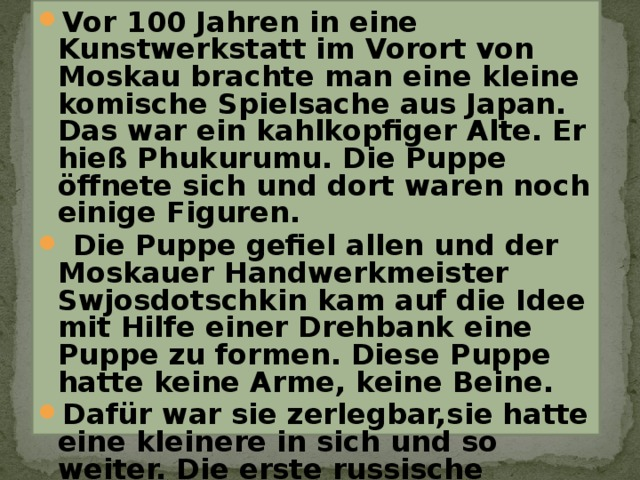 Vor 100 Jahren in eine
Kunstwerkstatt im Vorort von
Moskau brachte man eine kleine
komische Spielsache aus Japan.
Das war ein kahlkopfiger Alte. Er
hieß Phukurumu. Die Puppe
öffnete sich und dort waren noch
einige Figuren.
Die Puppe gefiel allen und der
Moskauer Handwerkmeister
Swjosdotschkin kam auf die Idee
mit Hilfe einer Drehbank eine
Puppe zu formen. Diese Puppe
hatte keine Arme, keine Beine.
Dafür war sie zerlegbar,sie hatte
eine kleinere in sich und so
weiter. Die erste russische